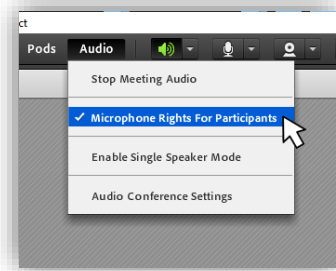 ct
Pods Audio
Stop Meeting Audio
Microphone Rights For Participants
Enable Single Speaker Mode
Audio Conference Settings